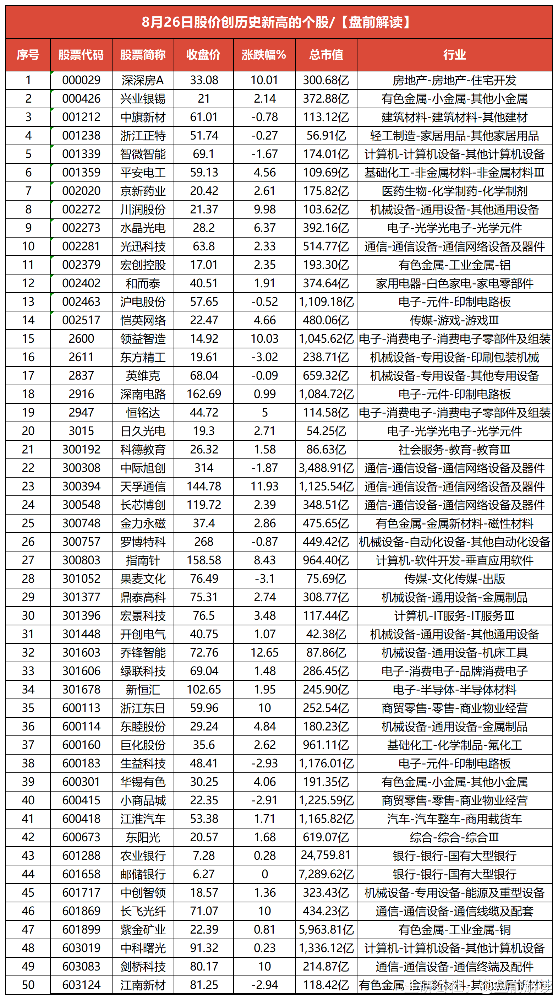 8月26日股价创历史新高的个股/【盘前解读】
序号 股票代码 股票简称 收盘价 涨跌幅% 总市值 行业
1 000029 深深房A 33.08 10.01 300.68亿 房地产-房地产-住宅开发
2 000426 兴业银锡 21 2.14 372.88亿 有色金属-小金属-其他小金属
3 001212 中旗新材 61.01 -0.78 113.12亿 建筑材料-建筑材料-其他建材
4 001238 浙江正特 51.74 -0.27 56.91亿 轻工制造-家居用品-其他家居用品
5 001339 智微智能 69.1 -1.67 174.01亿 计算机-计算机设备-其他计算机设备
6 001359 平安电工 59.13 4.56 109.69亿 基础化工-非金属材料-非金属材料Ⅲ
7 002020 京新药业 20.42 2.61 175.82亿 医药生物-化学制药-化学制剂
8 002272 川润股份 21.37 9.98 103.62亿 机械设备-通用设备-其他通用设备
9 002273 水晶光电 28.2 6.37 392.16亿 电子-光学光电子-光学元件
10 002281 光迅科技 63.8 2.33 514.77亿 通信-通信设备-通信网络设备及器件
11 002379 宏创控股 17.01 2.35 193.30亿 有色金属-工业金属-铝
12 002402 和而泰 40.51 1.91 374.64亿 家用电器-白色家电-家电零部件
13 002463 沪电股份 57.65 -0.52 1,109.18亿 电子-元件-印制电路板
14 002517 恺英网络 22.47 4.66 480.06亿 传媒-游戏-游戏Ⅲ
15 2600 领益智造 14.92 10.03 1,045.62亿 电子-消费电子-消费电子零部件及组装
16 2611 东方精工 19.61 -3.02 238.71亿 机械设备-专用设备-印刷包装机械
17 2837 英维克 68.04 -0.09 659.32亿 机械设备-专用设备-其他专用设备
18 2916 深南电路 162.69 0.99 1,084.72亿 电子-元件-印制电路板
19 2947 恒铭达 44.72 5 114.58亿 电子-消费电子-消费电子零部件及组装
20 3015 日久光电 19.3 2.71 54.25亿 电子-光学光电子-光学元件
21 300192 科德教育 26.32 1.58 86.63亿 社会服务-教育-教育Ⅲ
22 300308 中际旭创 314 -1.87 3,488.91亿 通信-通信设备-通信网络设备及器件
23 300394 天孚通信 144.78 11.93 1,125.54亿 通信-通信设备-通信网络设备及器件
24 300548 长芯博创 119.72 2.39 348.51亿 通信-通信设备-通信网络设备及器件
25 300748 金力永磁 37.4 2.86 475.65亿 有色金属-金属新材料-磁性材料
26 300757 罗博特科 268 -0.87 449.42亿 机械设备-自动化设备-其他自动化设备
27 300803 指南针 158.58 8.43 964.40亿 计算机-软件开发-垂直应用软件
28 301052 果麦文化 76.49 -3.1 75.69亿 传媒-文化传媒-出版
29 301377 鼎泰高科 75.31 2.74 308.77亿 机械设备-通用设备-金属制品
30 301396 宏景科技 76.5 3.48 117.44亿 计算机-IT服务-IT服务Ⅲ
31 301448 开创电气 40.75 1.07 42.38亿 机械设备-通用设备-其他通用设备
32 301603 乔锋智能 72.76 12.65 87.86亿 机械设备-通用设备-机床工具
33 301606 绿联科技 69.04 1.48 286.45亿 电子-消费电子-品牌消费电子
34 301678 新恒汇 102.65 1.95 245.90亿 电子-半导体-半导体材料
35 600113 浙江东日 59.96 10 252.54亿 商贸零售-零售-商业物业经营
36 600114 东睦股份 29.24 4.84 180.23亿 机械设备-通用设备-金属制品
37 600160 巨化股份 35.6 2.62 961.11亿 基础化工-化学制品-氟化工
38 600183 生益科技 48.41 -2.93 1,176.01亿 电子-元件-印制电路板
39 600301 华锡有色 30.25 4.06 191.35亿 有色金属-小金属-其他小金属
40 600415 小商品城 22.35 -2.91 1,225.59亿 商贸零售-零售-商业物业经营
41 600418 江淮汽车 53.38 1.71 1,165.82亿 汽车-汽车整车-商用载货车
42 600673 东阳光 20.57 1.68 619.07亿 综合-综合-综合Ⅲ
43 601288 农业银行 7.28 0.28 24,759.81 银行-银行-国有大型银行
44 601658 邮储银行 6.27 0 7,289.62亿 银行-银行-国有大型银行
45 601717 中创智领 18.57 1.36 323.43亿 机械设备-专用设备-能源及重型设备
46 601869 长飞光纤 71.07 10 434.23亿 通信-通信设备-通信线缆及配套
47 601899 紫金矿业 22.39 0.81 5,963.81亿 有色金属-工业金属-铜
48 603019 中科曙光 91.32 0.23 1,336.12亿 计算机-计算机设备-其他计算机设备
49 603083 剑桥科技 80.17 10 214.87亿 通信-通信设备-通信终端及配件
50 603124 江南新材 81.25 -2.94 118.42亿 有色金属-金属新材料-其他金属新材料
韭研公社：@盘前解读